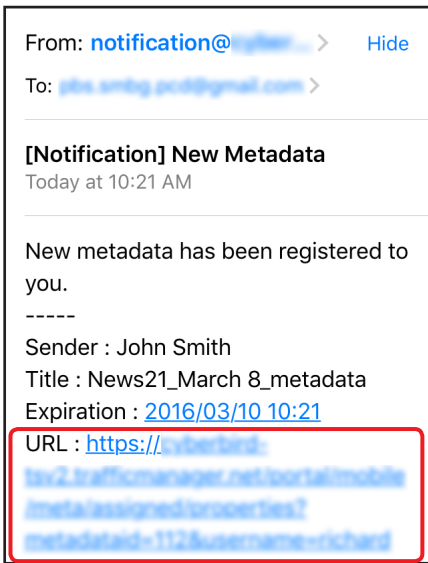 From: notification@
Hide
To:
[Notification] New Metadata
Today at 10:21 AM
New metadata has been registered to
you.
-----
Sender : John Smith
Title : News21_March 8_metadata
Expiration : 2016/03/10 10:21
URL : https://